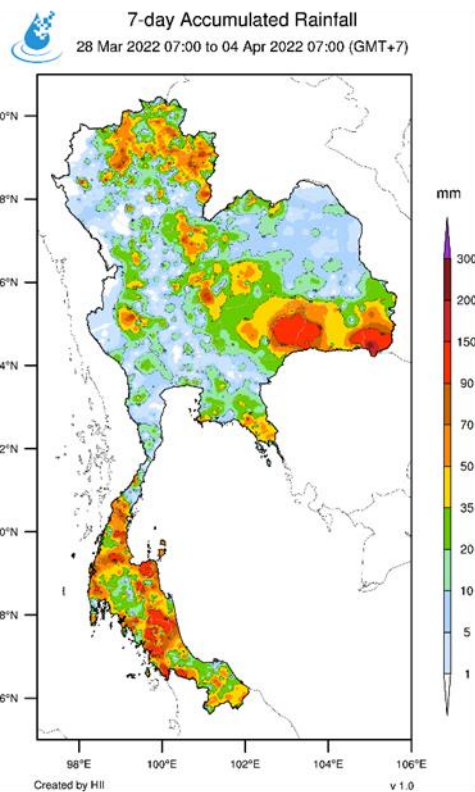 7-day Accumulated Rainfall
28 Mar 2022 07:00 to 04 Apr 2022 07:00 (GMT+7)
0°N
8°N
6°N
4°N
2°N
0°N
8°N
6°N
98°E 100°E 102°E 104°E 106°E
mm
300
200
150
90
70
50
35
20
10
5
1
Created by HII
v 1.0